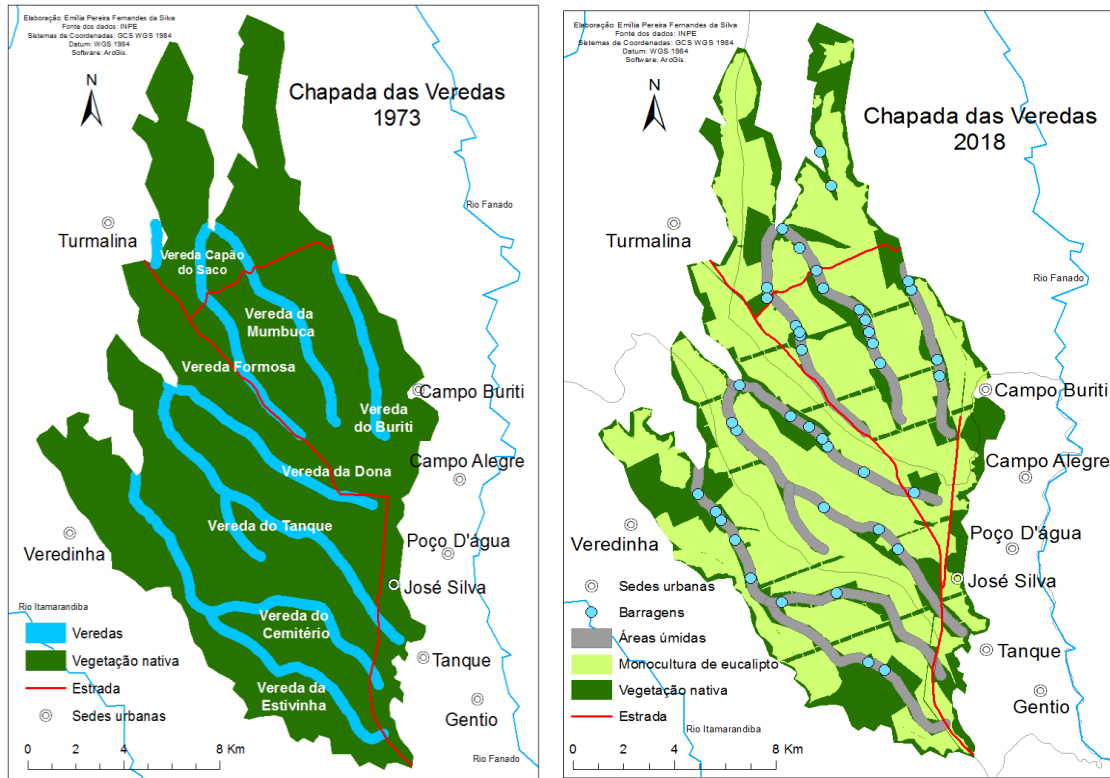 Elaboração: Emília Pereira Fernandes da Silva
Fonte dos dados: INPE
Sistemas de Coordenadas: GCS WGS 1984
Datum: WGS 1984
Software: ArcGis.
N
Chapada das Veredas
1973
Rio Fanado
Turmalina
Vereda Capão
do Saco
Vereda da
Mumbuca
Vereda Formosa
Campo Buriti
Vereda
do Buriti
Campo Alegre
Vereda da Dona
Vereda do Tanque
Veredinha
Poço D'água
José Silva
Rio Itamarandiba
Vereda do
Cemitério
Veredas
Vegetação nativa
Tanque
Estrada
Vereda da
Estivinha
Sedes urbanas
Gentio
0 2 4 8 Km
Rio Fanado
Elaboração: Emília Pereira Fernandes da Silva
Fonte dos dados: INPE
Sistemas de Coordenadas: GCS WGS 1984
Datum: WGS 1984
Software: ArcGis.
N
Chapada das Veredas
2018
Turmalina
Rio Fanado
Campo Buriti
Campo Alegre
Veredinha
Poço D'água
José Silva
Sedes urbanas
Barragens
Áreas úmidas
Tanque
Monocultura de eucalipto
Vegetação nativa
Gentio
Estrada
Rio Itamarandiba
0 2 4 8 Km